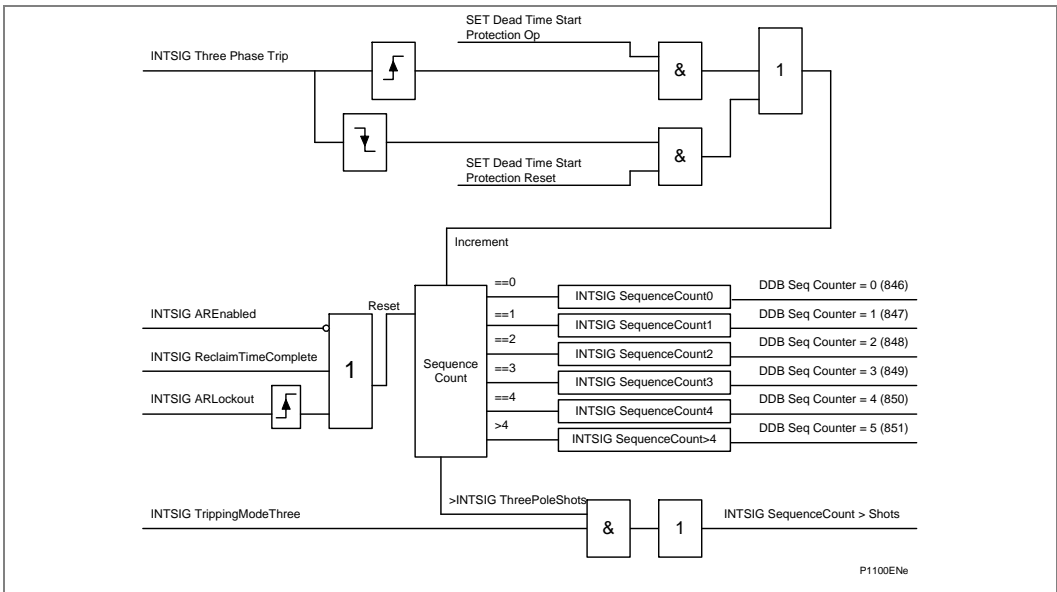 SET Dead Time Start
Protection Op
INTSIG Three Phase Trip
&
1
&
SET Dead Time Start
Protection Reset
Increment
==0
INTSIG SequenceCount0
DDB Seq Counter = 0 (846)
INTSIG AREnabled
Reset
==1
INTSIG SequenceCount1
DDB Seq Counter = 1 (847)
==2
INTSIG SequenceCount2
DDB Seq Counter = 2 (848)
INTSIG ReclaimTimeComplete
1
Sequence
Count
==3
INTSIG SequenceCount3
DDB Seq Counter = 3 (849)
INTSIG ARLockout
==4
INTSIG SequenceCount4
DDB Seq Counter = 4 (850)
>4
INTSIG SequenceCount>4
DDB Seq Counter = 5 (851)
>INTSIG ThreePoleShots
INTSIG TrippingModeThree
&
1
INTSIG SequenceCount > Shots
P1100ENe